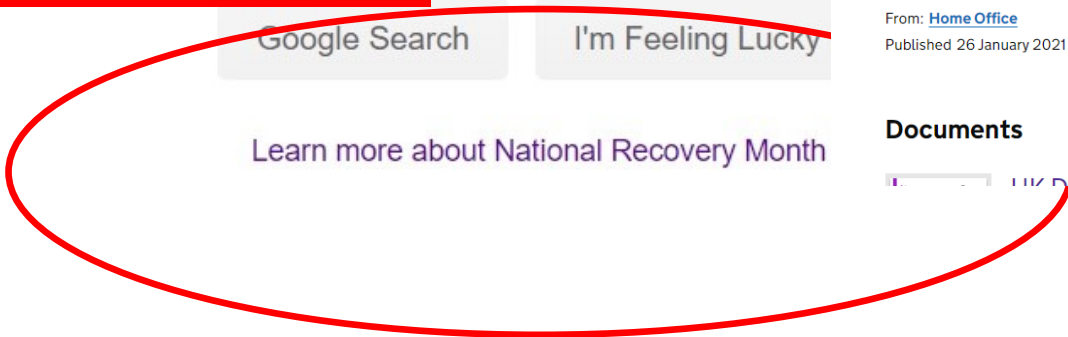 Google Search
I'm Feeling Lucky
Learn more about National Recovery Month
From: Home Office
Published 26 January 2021
Documents